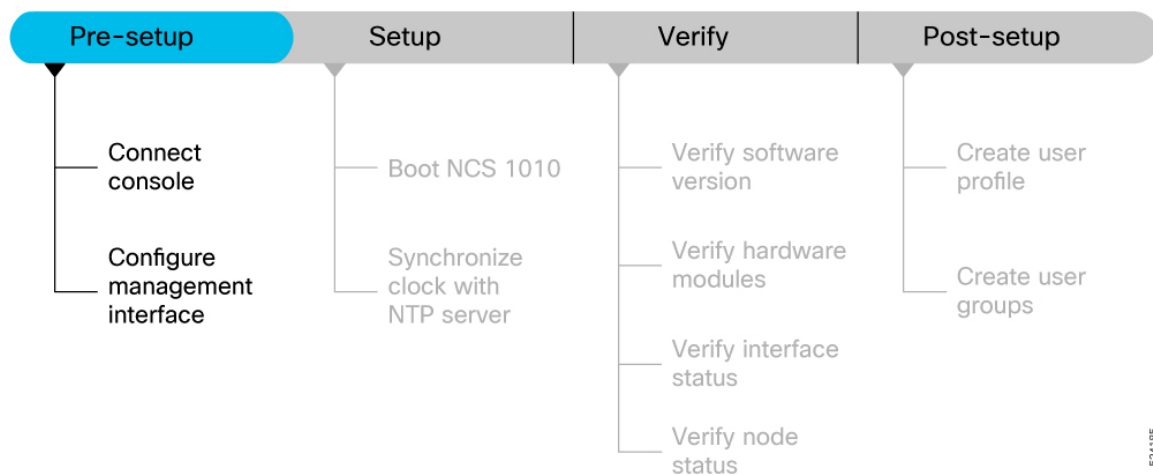 Pre-setup
Setup
Verify
Post-setup
Connect
console
Configure
management
interface
Boot NCS 1010
Synchronize
clock with
NTP server
Verify software
version
Verify hardware
modules
Verify interface
status
Verify node
status
Create user
profile
Create user
groups